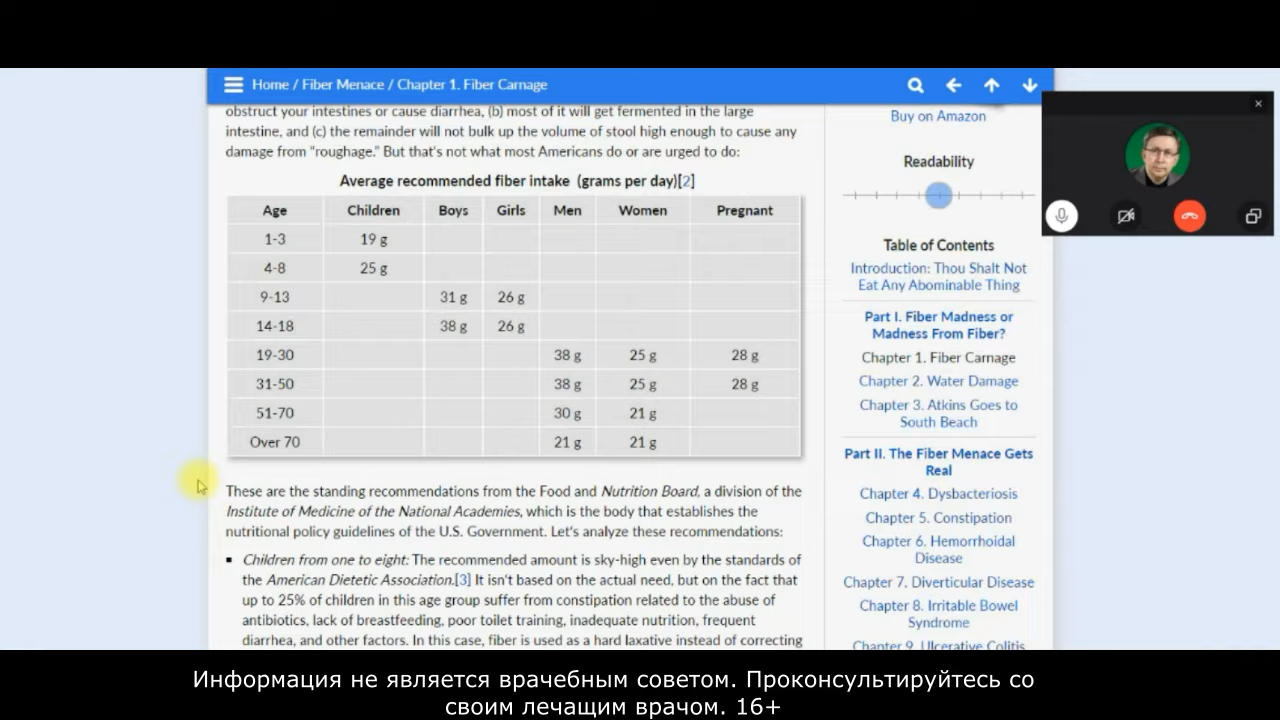 Home / Fiber Menace / Chapter 1. Fiber Carnage
obstruct your intestines or cause diarrhea, (b) most of it will get fermented in the large
intestine, and (c) the remainder will not bulk up the volume of stool high enough to cause any
damage from “roughage.” But that's not what most Americans do or are urged to do:
Average recommended fiber intake (grams per day)[2]
Age Children Boys Girls Men Women Pregnant
1-3 19 g
4-8 25 g
9-13 31 g 26 g
14-18 38 g 26 g
19-30 38 g 25 g 28 g
31-50 38 g 25 g 28 g
51-70 30 g 21 g
Over 70 21 g 21 g
These are the standing recommendations from the Food and Nutrition Board, a division of the
Institute of Medicine of the National Academies, which is the body that establishes the
nutritional policy guidelines of the U.S. Government. Let's analyze these recommendations:
▪ Children from one to eight: The recommended amount is sky-high even by the standards of
the American Dietetic Association.[3] It isn't based on the actual need, but on the fact that
up to 25% of children in this age group suffer from constipation related to the abuse of
antibiotics, lack of breastfeeding, poor toilet training, inadequate nutrition, frequent
diarrhea, and other factors. In this case, fiber is used as a hard laxative instead of correcting
Buy on Amazon
Readability
Table of Contents
Introduction: Thou Shalt Not
Eat Any Abominable Thing
Part I. Fiber Madness or
Madness From Fiber?
Chapter 1. Fiber Carnage
Chapter 2. Water Damage
Chapter 3. Atkins Goes to
South Beach
Part II. The Fiber Menace Gets
Real
Chapter 4. Dysbacteriosis
Chapter 5. Constipation
Chapter 6. Hemorrhoidal
Disease
Chapter 7. Diverticular Disease
Chapter 8. Irritable Bowel
Syndrome
Chapter 9. Ulcerative Colitis
Информация не является врачебным советом. Проконсультируйтесь со
своим лечащим врачом. 16+